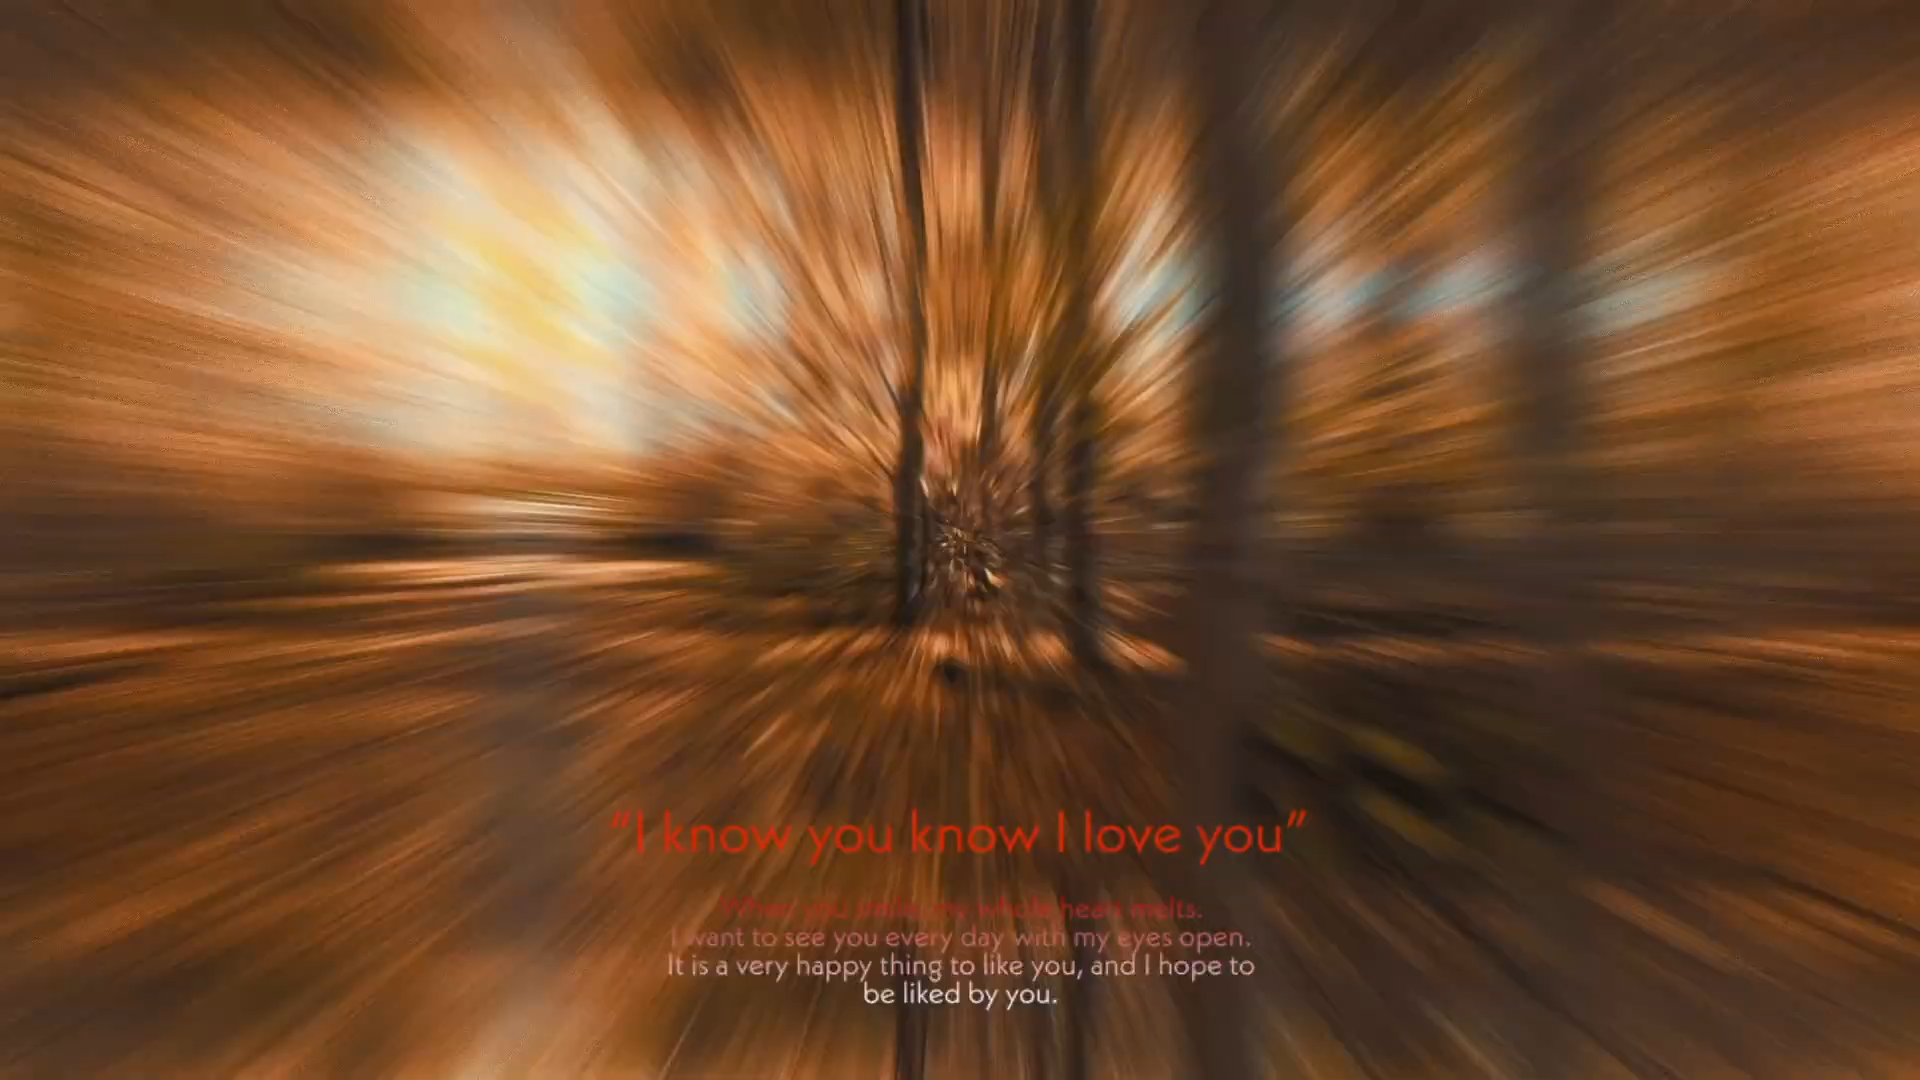 “I know you know I love you”
When you smile my whole heart melts.
I want to see you every day with my eyes open.
It is a very happy thing to like you, and I hope to
be liked by you.